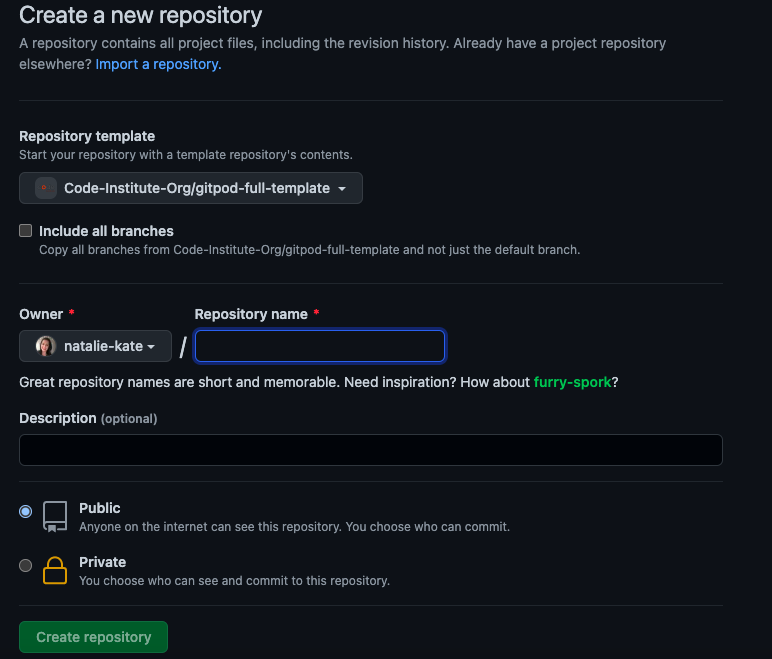 Create a new repository
A repository contains all project files, including the revision history. Already have a project repository
elsewhere? Import a repository.
Repository template
Start your repository with a template repository's contents.
Code-Institute-Org/gitpod-full-template
Include all branches
Copy all branches from Code-Institute-Org/gitpod-full-template and not just the default branch.
Owner * Repository name *
natalie-kate /
Great repository names are short and memorable. Need inspiration? How about furry-spork?
Description (optional)
Public
Anyone on the internet can see this repository. You choose who can commit.
Private
You choose who can see and commit to this repository.
Create repository